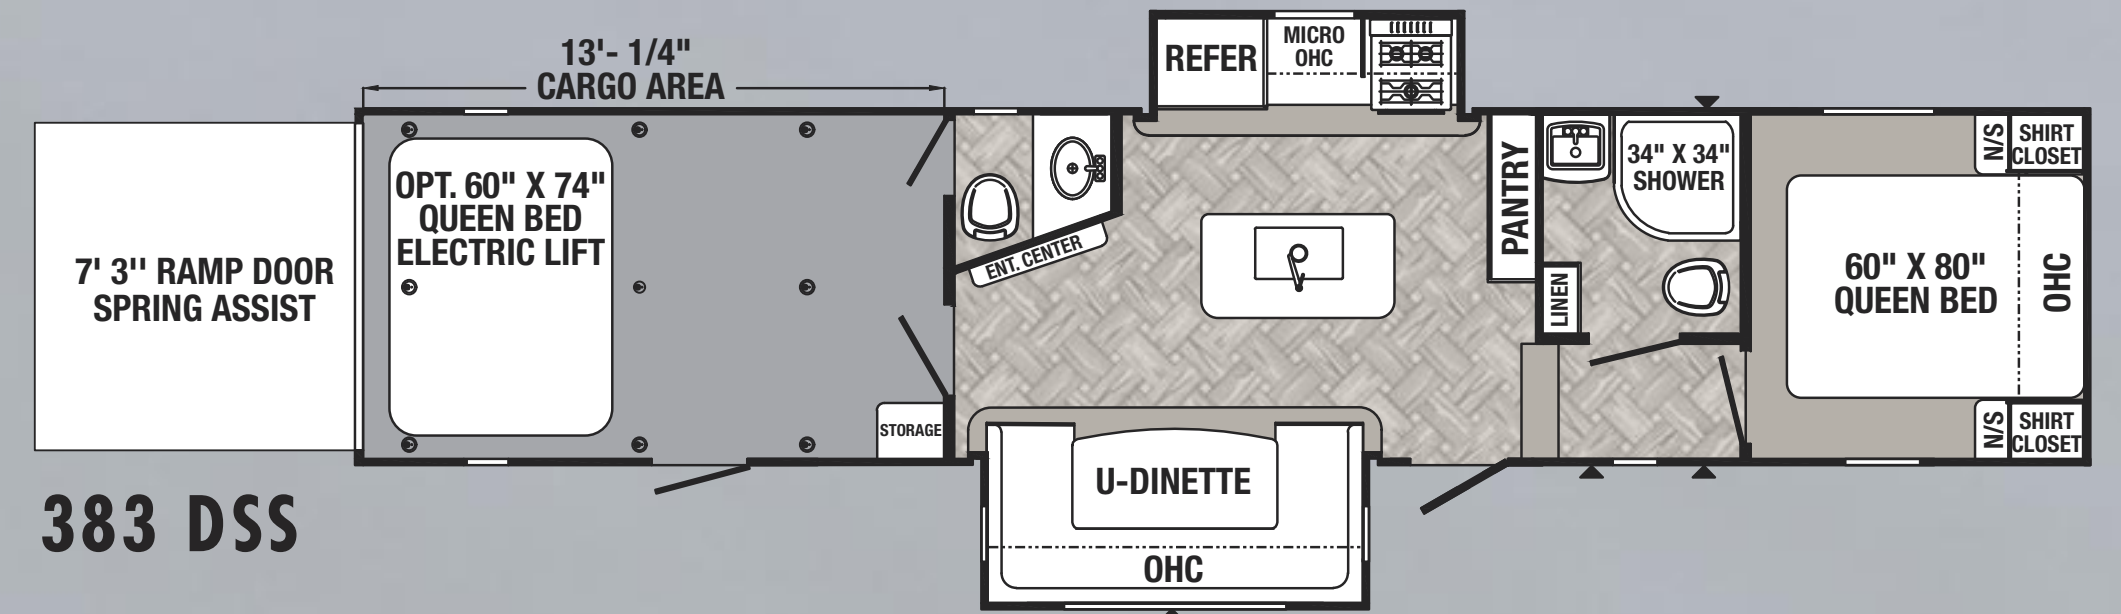 13'- 1/4"
CARGO AREA
7' 3'' RAMP DOOR
SPRING ASSIST
OPT. 60" X 74"
QUEEN BED
ELECTRIC LIFT
STORAGE
ENT. CENTER
REFER
MICRO
OHC
PANTRY
LINEN
34" X 34"
SHOWER
U-DINETTE
OHC
N/S
SHIRT
CLOSET
60" X 80"
QUEEN BED
OHC
N/S
SHIRT
CLOSET
383 DSS